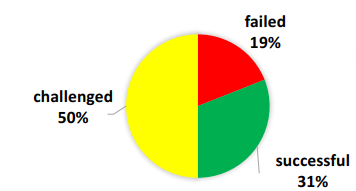 failed
19%
challenged
50%
successful
31%